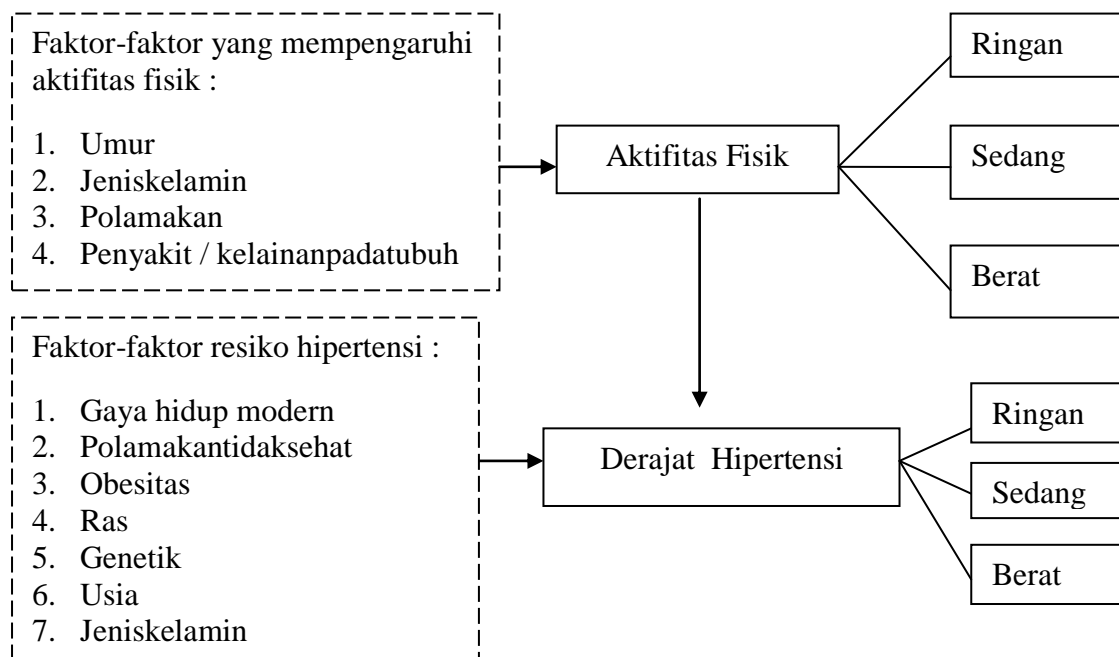 Faktor-faktor yang mempengaruhi
aktifitas fisik :
1. Umur
2. Jeniskelamin
3. Polamakan
4. Penyakit / kelainanpadatubuh
Aktifitas Fisik
Ringan
Sedang
Berat
Faktor-faktor resiko hipertensi :
1. Gaya hidup modern
2. Polamakantidaksehat
3. Obesitas
4. Ras
5. Genetik
6. Usia
7. Jeniskelamin
Derajat Hipertensi
Ringan
Sedang
Berat